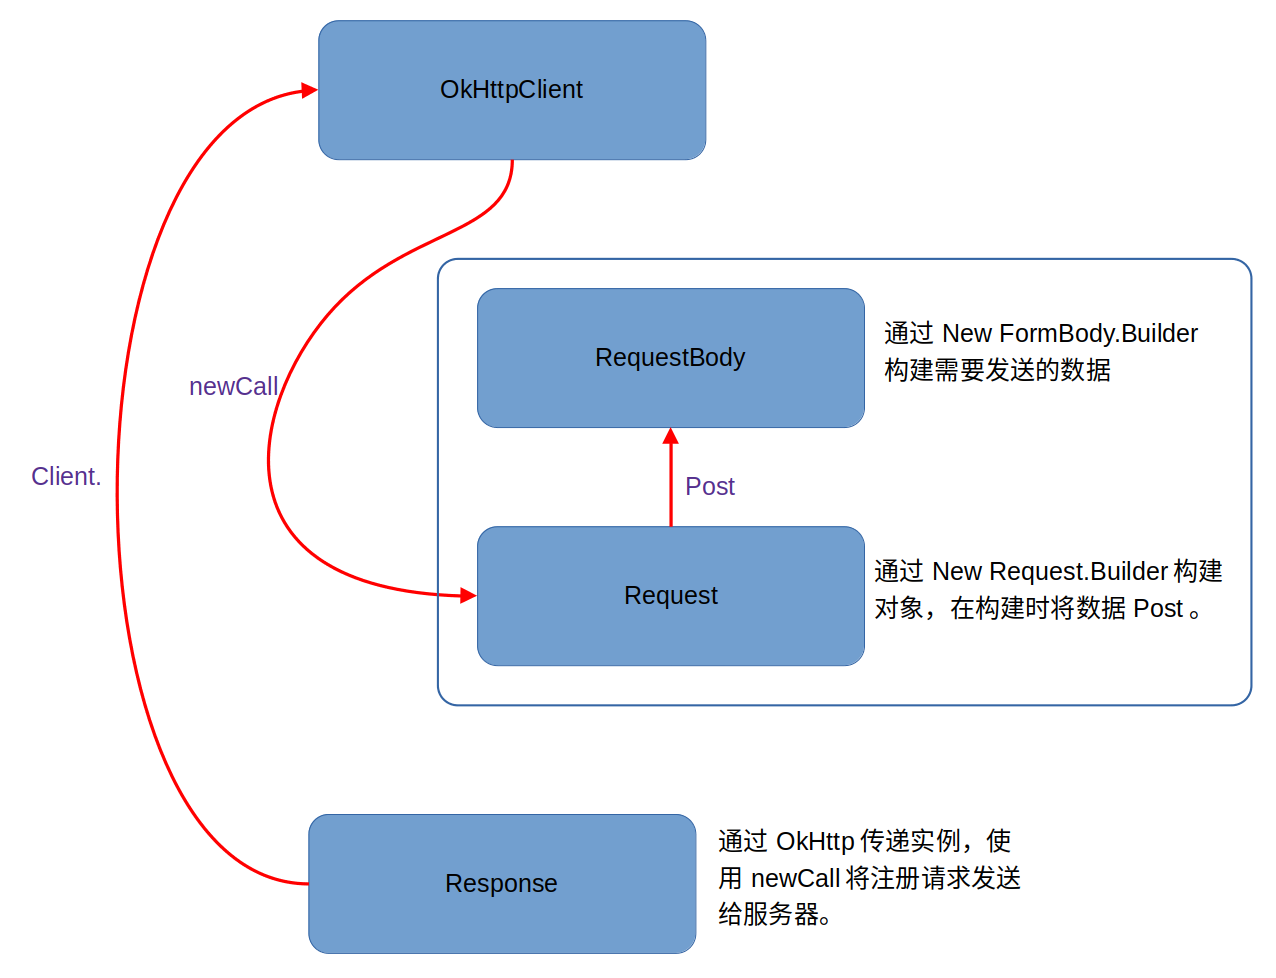 OkHttpClient
RequestBody
通过 New FormBody.Builder
构建需要发送的数据
newCall
Client.
Post
Request
通过 New Request.Builder 构建
对象，在构建时将数据 Post 。
Response
通过 OkHttp 传递实例，使
用 newCall 将注册请求发送
给服务器。